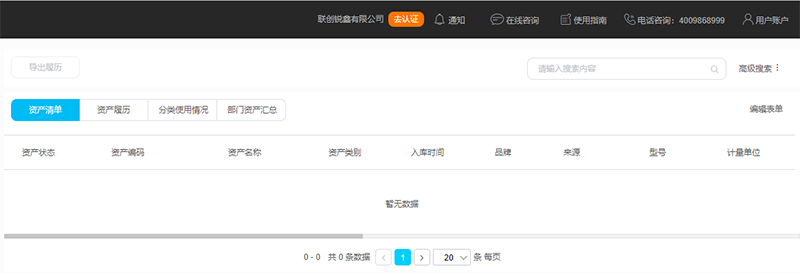 联创锐鑫有限公司 去认证 通知 在线咨询 使用指南 电话咨询：4009868999 用户账户
导出履历 请输入搜索内容 高级搜索
资产清单 资产履历 分类使用情况 部门资产汇总 编辑表单
资产状态 资产编码 资产名称 资产类别 入库时间 品牌 来源 型号 计量单位
暂无数据
0 - 0 共 0 条数据 1 20 条 每页